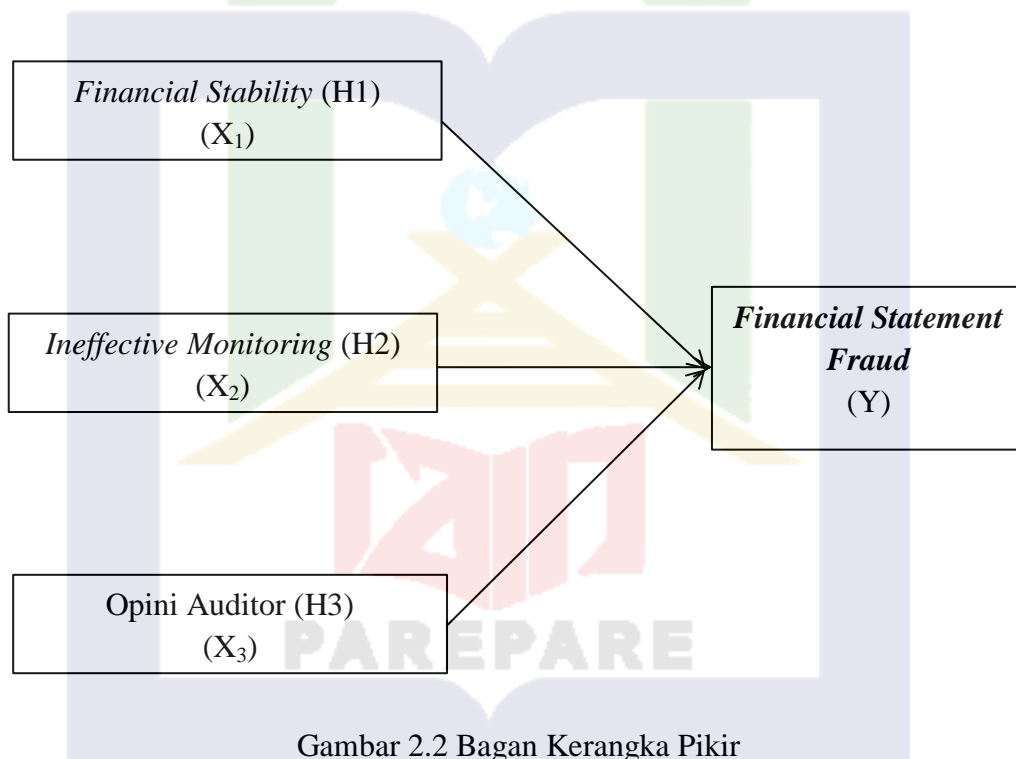 Financial Stability (H1)
(X₁)
Ineffective Monitoring (H2)
(X₂)
Financial Statement
Fraud
(Y)
Opini Auditor (H3)
(X₃)
PAREPARE
Gambar 2.2 Bagan Kerangka Pikir